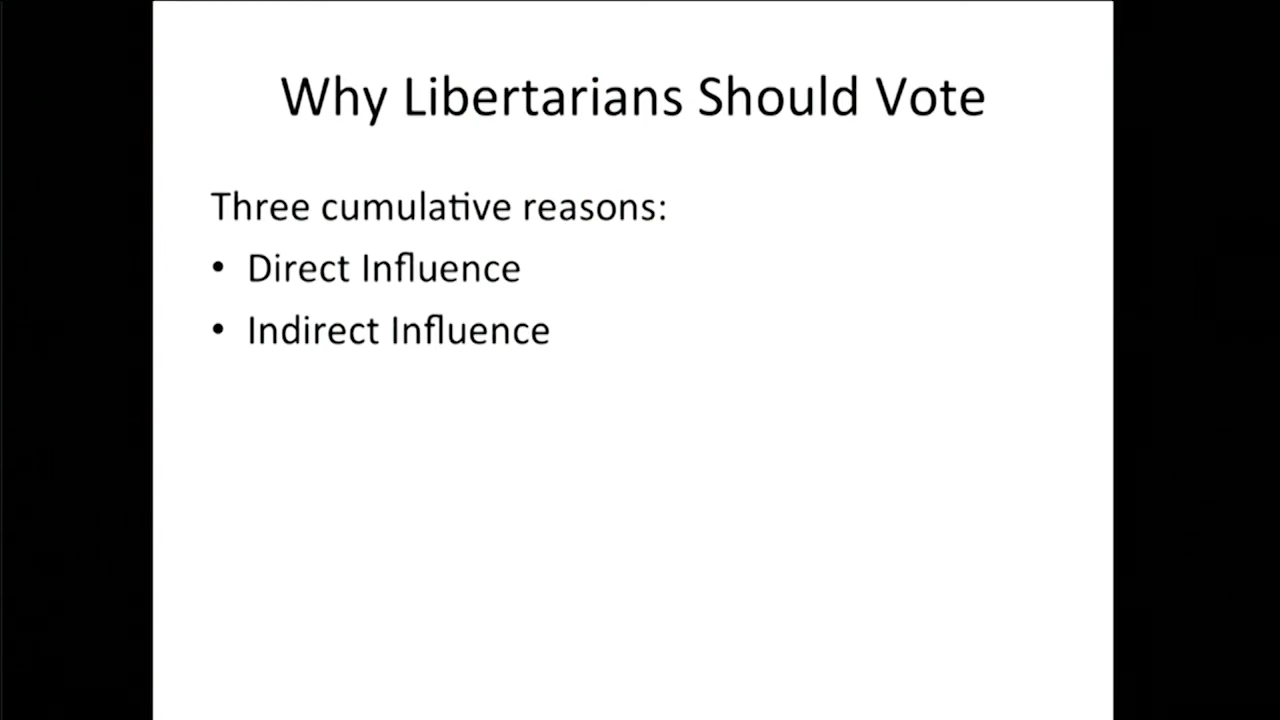 Why Libertarians Should Vote
Three cumulative reasons:
• Direct Influence
• Indirect Influence